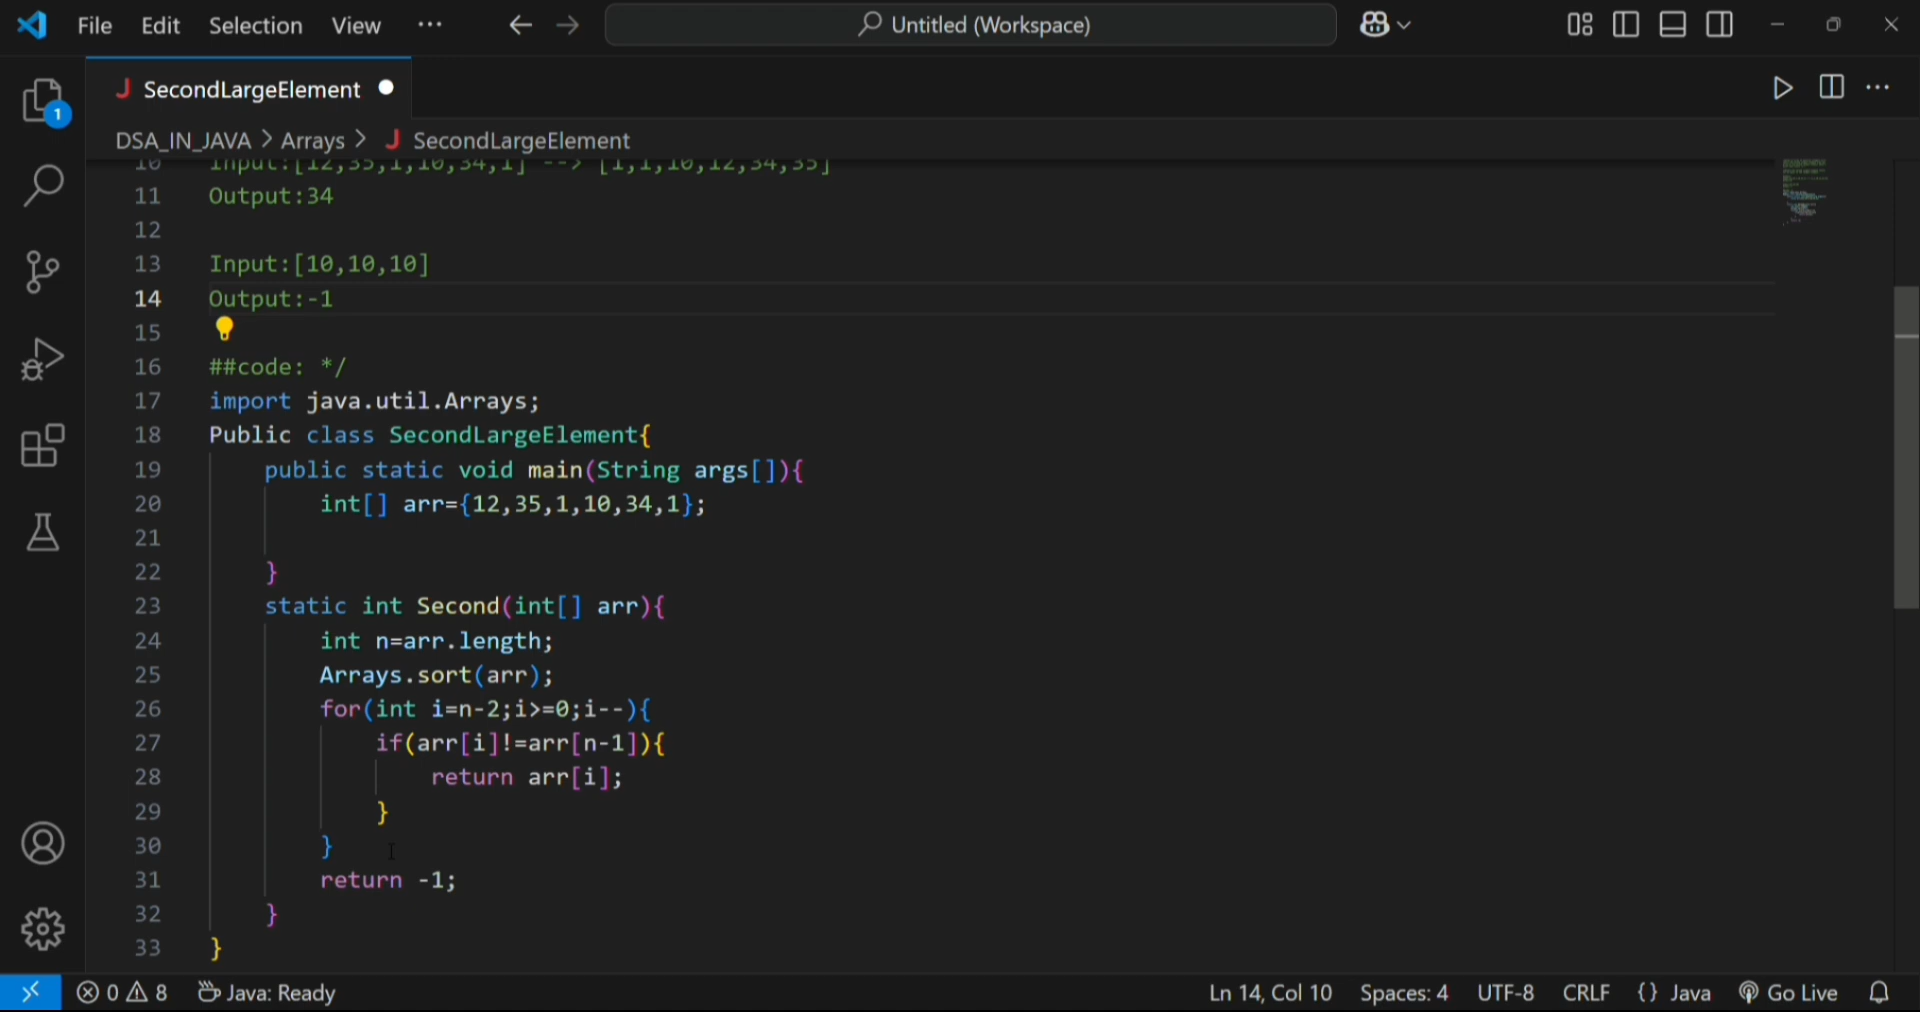 File Edit Selection View ··· Untitled (Workspace)
SecondLargeElement
DSA_IN_JAVA > Arrays > SecondLargeElement
10 Input:[12,35,1,10,34,1] --> [1,1,10,12,34,35]
11 Output:34
12
13 Input:[10,10,10]
14 Output:-1
15
16 ##code: */
17 import java.util.Arrays;
18 Public class SecondLargeElement{
19 public static void main(String args[]){
20 int[] arr={12,35,1,10,34,1};
21
22 }
23 static int Second(int[] arr){
24 int n=arr.length;
25 Arrays.sort(arr);
26 for(int i=n-2;i>=0;i--){
27 if(arr[i]!=arr[n-1]){
28 return arr[i];
29 }
30 }
31 return -1;
32 }
33 }
1
0 8 Java: Ready Ln 14, Col 10 Spaces: 4 UTF-8 CRLF {} Java Go Live